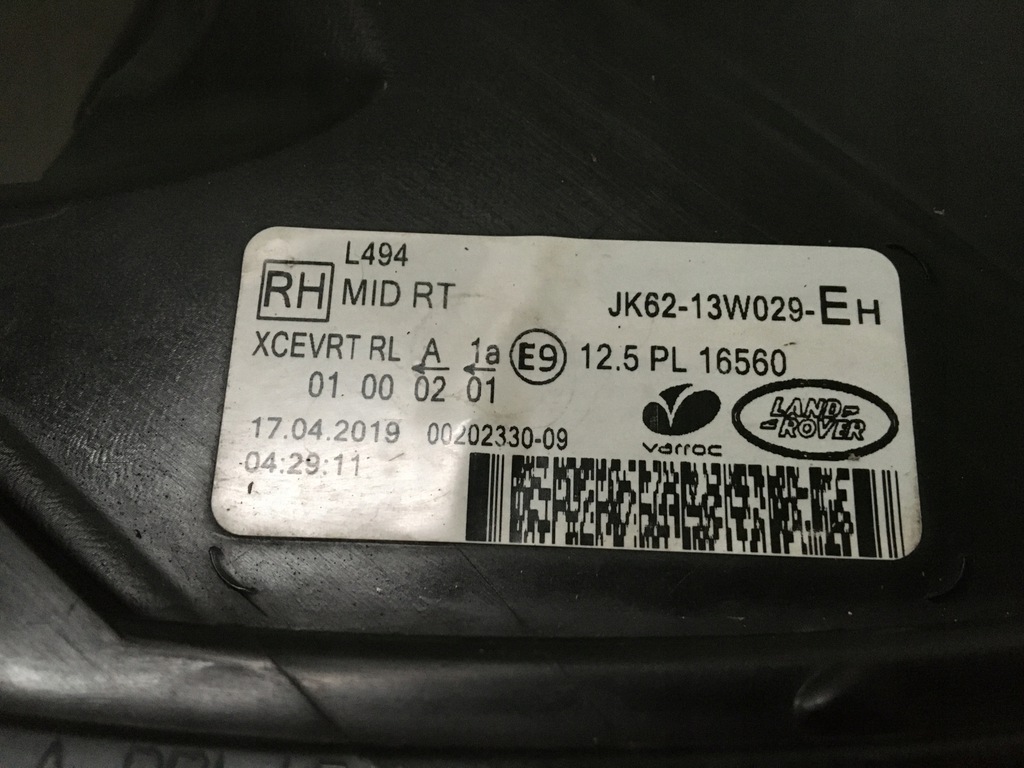 L494
RH MID RT
JK62-13W029-EH
XCEVRT RL A 1a E9 12.5 PL 16560
01 00 02 01
17.04.2019 00202330-09
04:29:11
varroc
LAND
ROVER